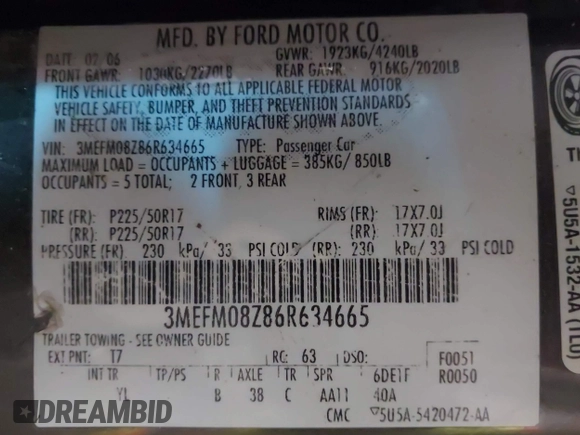 MFD. BY FORD MOTOR CO.
DATE: 02/06 GVWR: 1923KG/4240LB
FRONT GAWR: 1030KG/2270LB REAR GAWR: 916KG/2020LB
THIS VEHICLE CONFORMS TO ALL APPLICABLE FEDERAL MOTOR
VEHICLE SAFETY, BUMPER, AND THEFT PREVENTION STANDARDS
IN EFFECT ON THE DATE OF MANUFACTURE SHOWN ABOVE.
VIN: 3MEFM08Z86R634665 TYPE: Passenger Car
MAXIMUM LOAD = OCCUPANTS + LUGGAGE = 385KG/ 850LB
OCCUPANTS = 5 TOTAL; 2 FRONT, 3 REAR
TIRE (FR): P225/50R17 RIMS (FR): 17X7.0J
(RR): P225/50R17 (RR) 17X7.0J
PRESSURE (FR) 230 kPa/ 33 PSI COLD (RR): 230 kPa/ 33 PSI COLD
3MEFM08Z86R634665
TRAILER TOWING - SEE OWNER GUIDE
EXT PNT: T7 RC: 63 DSO: F0051
INT TR TP/PS R AXLE TR SPR 6DE1F R0050
YL B 38 C AA11 40A
CMC 5U5A-5420472-AA
5U5A-1532-AA (1L0)
DREAMBID